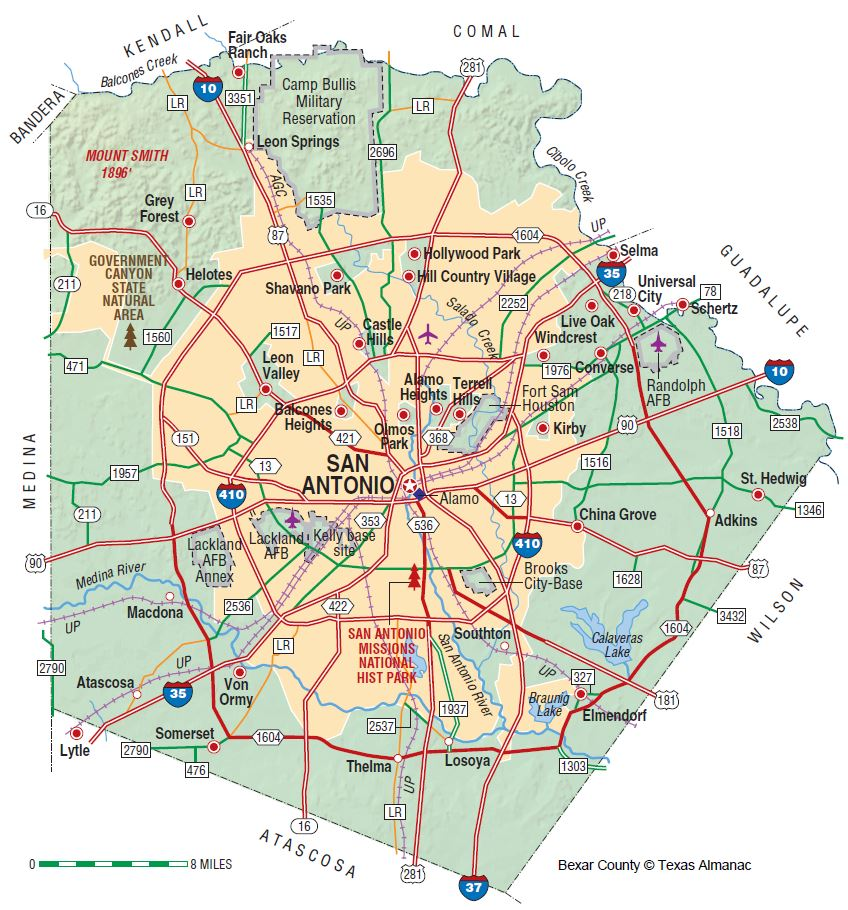 KENDALL
COMAL
Fair Oaks
Ranch
Balcones Creek
281
10
3351
LR
Camp Bullis
Military
Reservation
LR
BANDERA
Leon Springs
MOUNT SMITH
1896'
AGC
2696
Cibolo Creek
LR
1535
Grey
Forest
16
87
1604
UP
Hollywood Park
Selma
GUADALUPE
GOVERNMENT
CANYON
STATE
NATURAL
AREA
Helotes
Hill Country Village
35
211
Shavano Park
218
Universal
City
78
Schertz
2252
Salado Creek
UP
Castle
Hills
Live Oak
Windcrest
1560
1517
LR
471
Leon
Valley
1976
Converse
10
Randolph
AFB
Alamo
Heights
Terrell
Hills
Fort Sam
Houston
LR
Balcones
Heights
Olmos
Park
Kirby
90
2538
151
421
368
1518
MEDINA
13
SAN
ANTONIO
1516
1957
St. Hedwig
410
Alamo
13
1346
211
353
536
China Grove
Adkins
Lackland
AFB
Annex
Lackland
AFB
Kelly base
site
410
90
Brooks
City-Base
87
Medina River
1628
2536
422
3432
Macdona
WILSON
UP
1604
LR
SAN ANTONIO
MISSIONS
NATIONAL
HIST PARK
Southton
Calaveras
Lake
San Antonio River
2790
UP
UP
Atascosa
35
Von
Ormy
327
Braunig
Lake
181
1937
Elmendorf
2537
Somerset
1604
Lytle
2790
476
Thelma
Losoya
1303
UP
LR
16
ATASCOSA
281
37
0
8 MILES
Bexar County © Texas Almanac